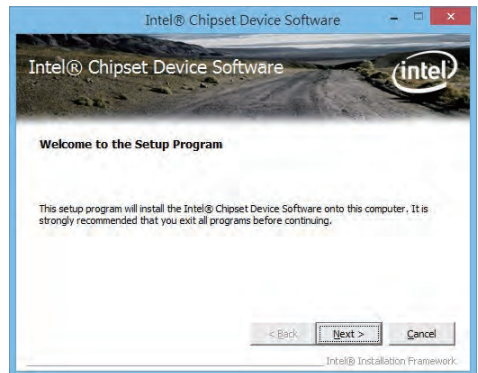 Intel® Chipset Device Software
Intel® Chipset Device Software
intel
Welcome to the Setup Program
This setup program will install the Intel® Chipset Device Software onto this computer. It is
strongly recommended that you exit all programs before continuing.
< Back Next > Cancel
Intel® Installation Framework